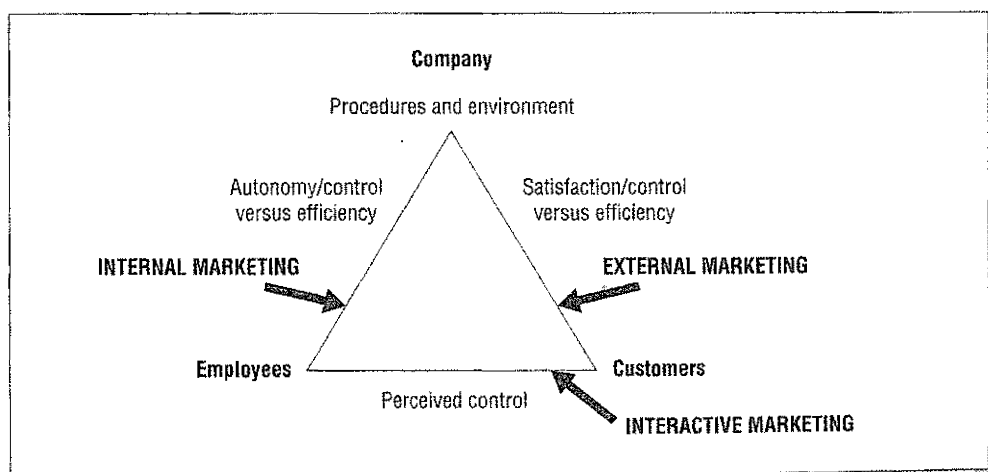 Company
Procedures and environment
Autonomy/control
versus efficiency
Satisfaction/control
versus efficiency
INTERNAL MARKETING
EXTERNAL MARKETING
Employees
Customers
Perceived control
INTERACTIVE MARKETING